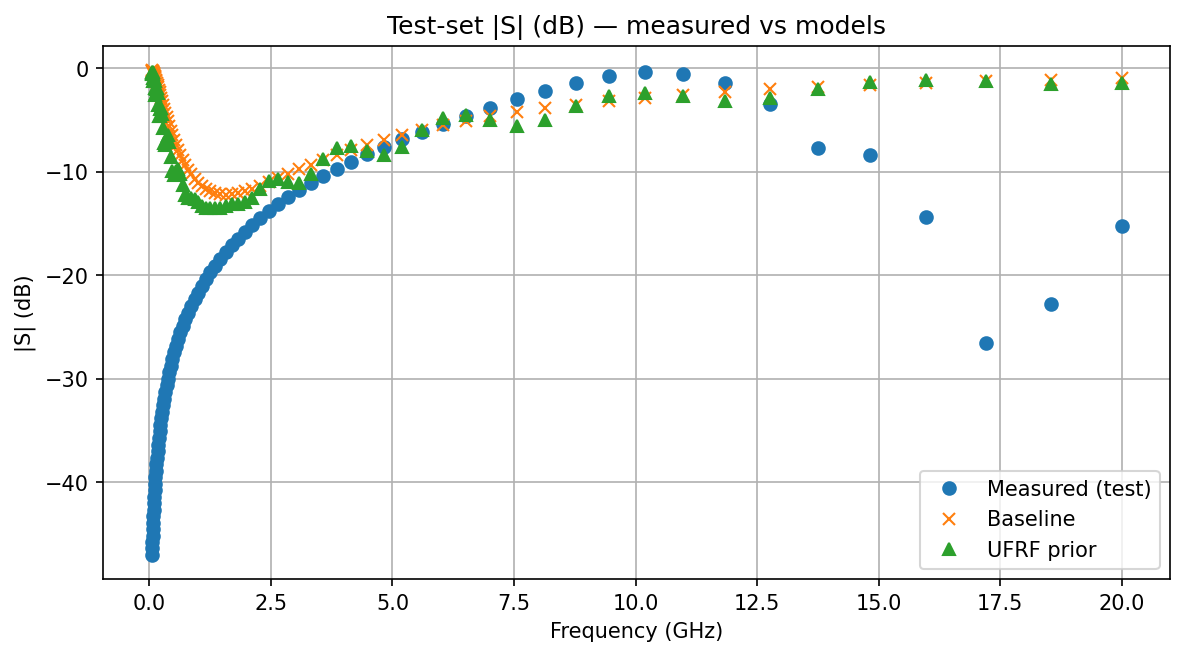 Test-set |S| (dB) — measured vs models
0
−10
−20
−30
−40
|S| (dB)
0.0 2.5 5.0 7.5 10.0 12.5 15.0 17.5 20.0
Frequency (GHz)
Measured (test)
Baseline
UFRF prior